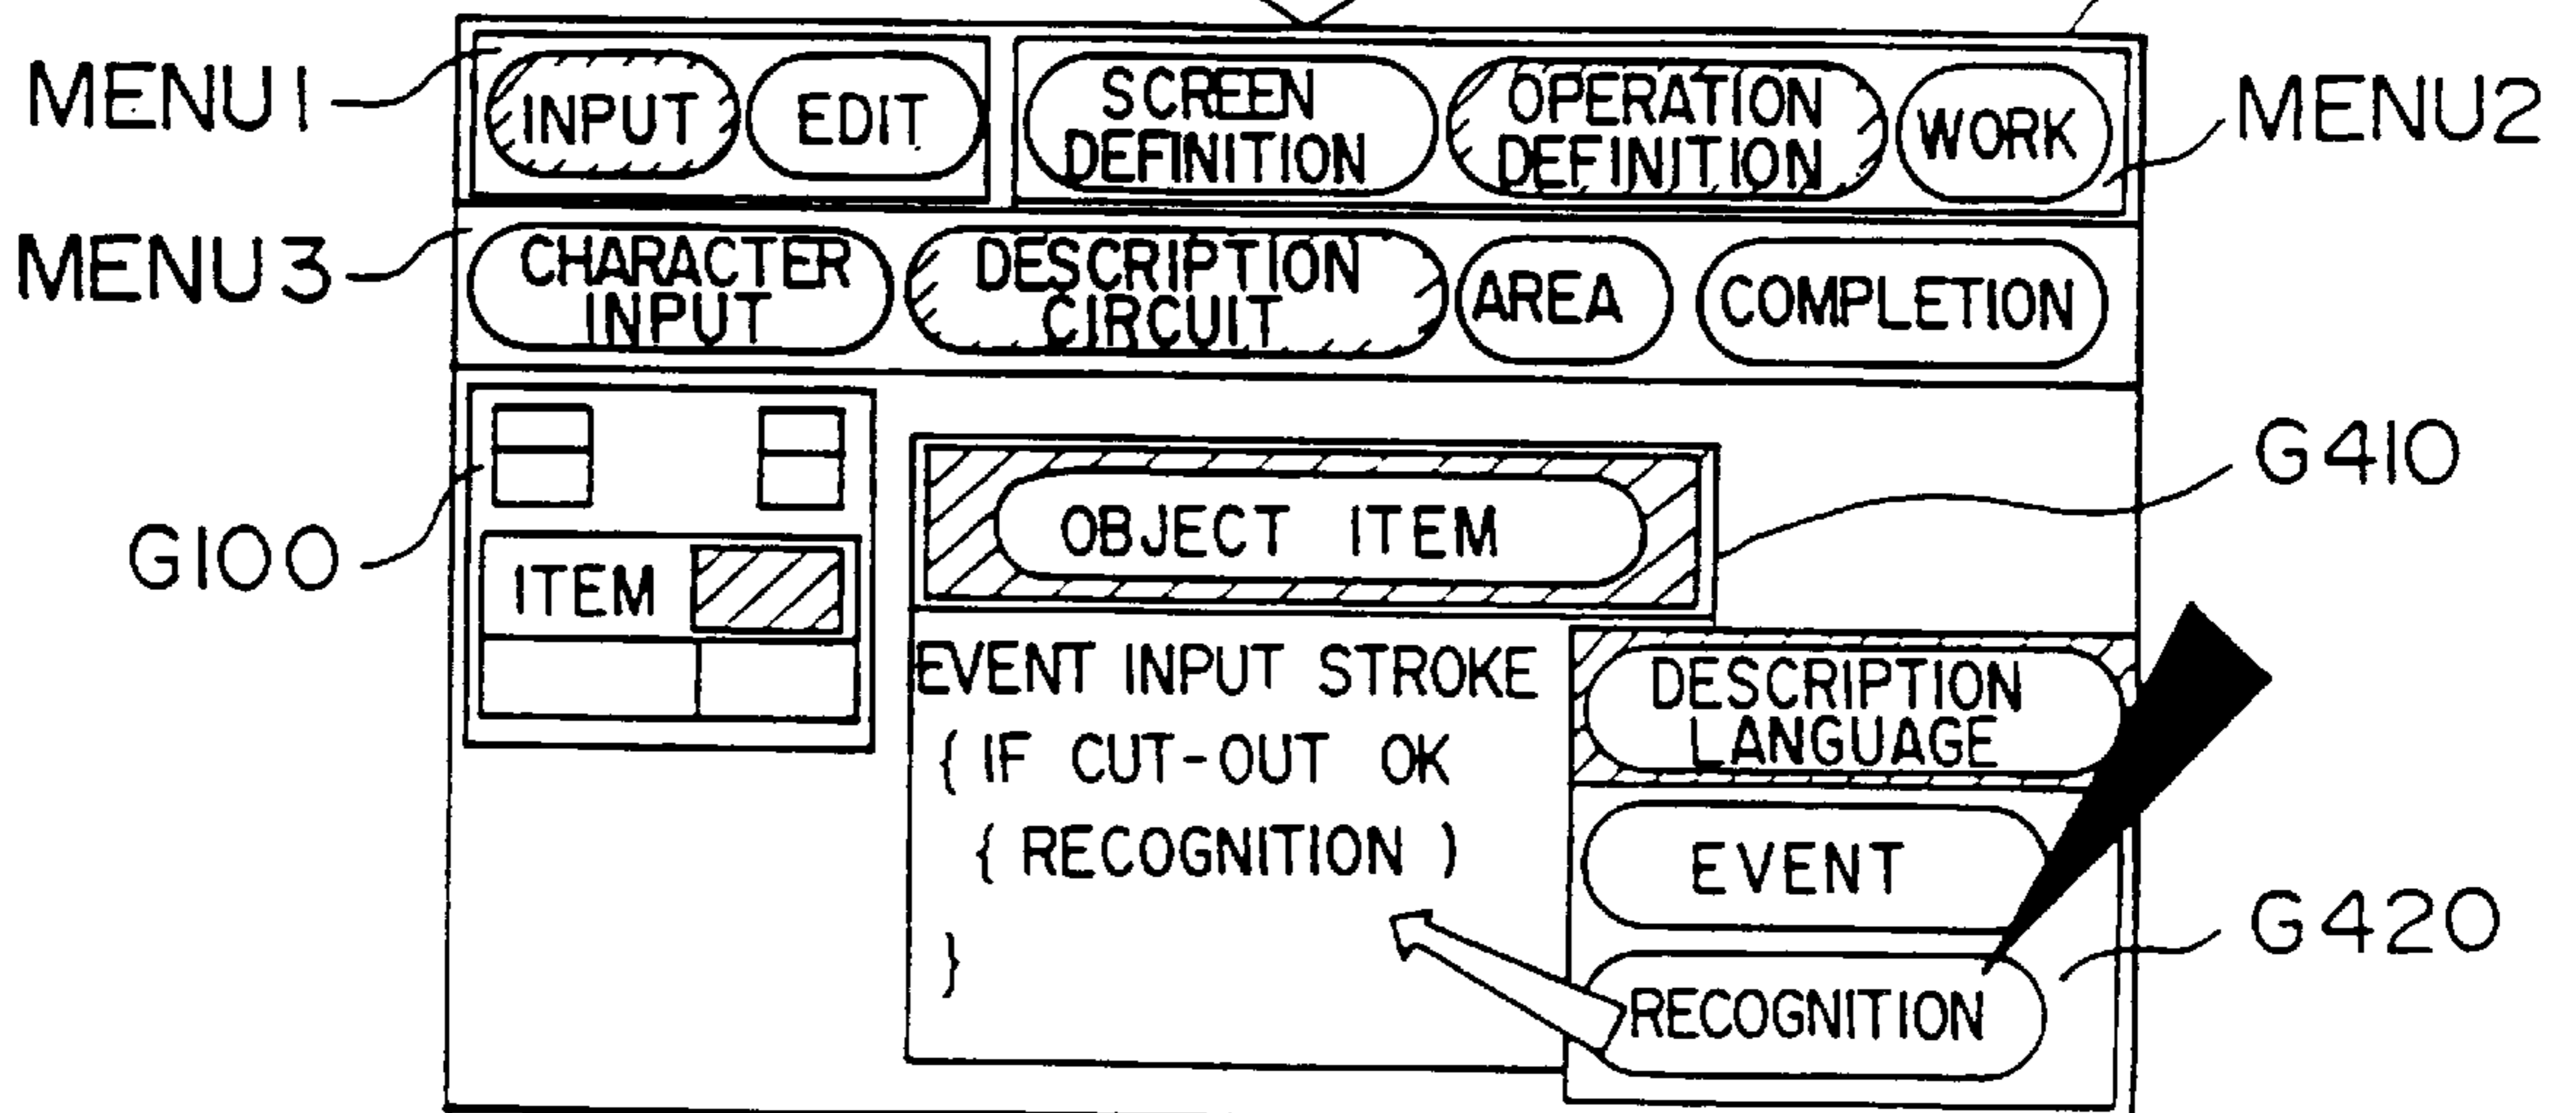 MENU1
INPUT
EDIT
SCREEN
DEFINITION
OPERATION
DEFINITION
WORK
MENU2
MENU3
CHARACTER
INPUT
DESCRIPTION
CIRCUIT
AREA
COMPLETION
G100
ITEM
OBJECT ITEM
G410
EVENT INPUT STROKE
{ IF CUT-OUT OK
{ RECOGNITION )
}
DESCRIPTION
LANGUAGE
EVENT
RECOGNITION
G420